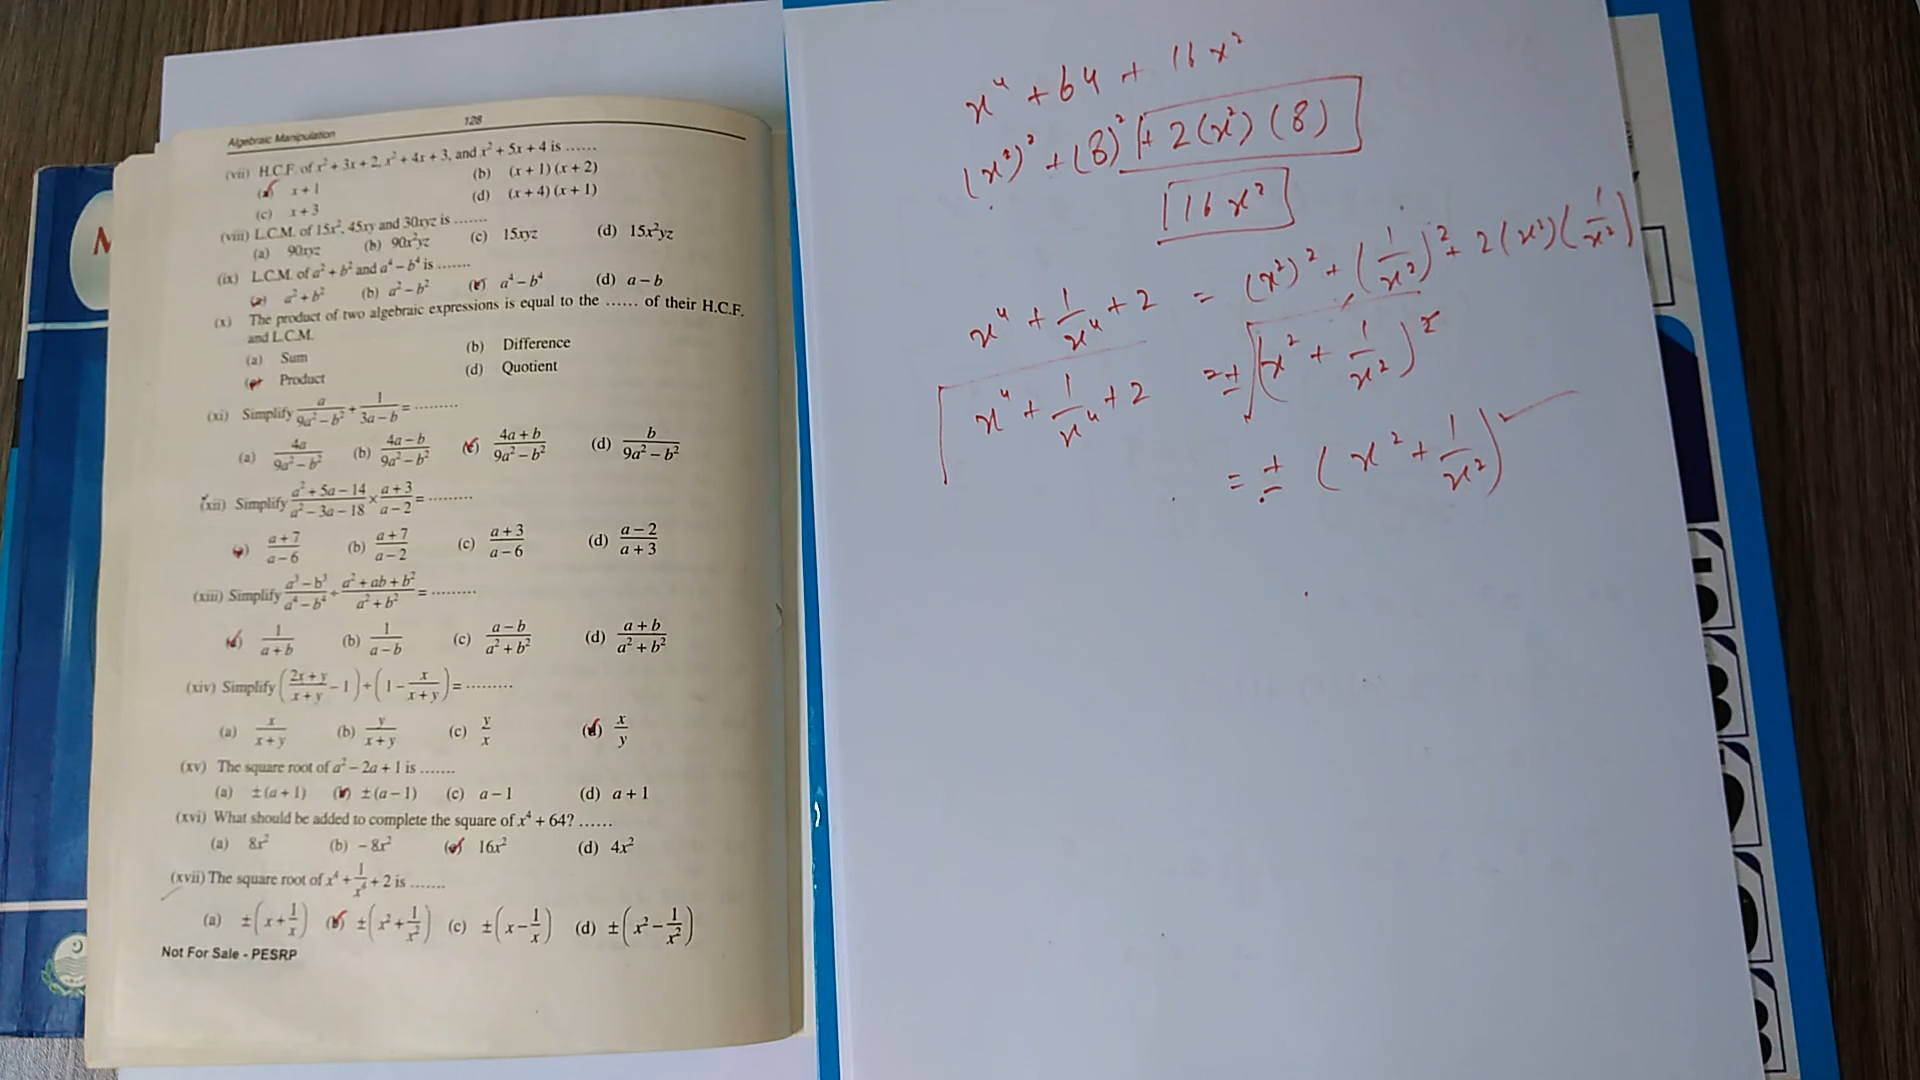 Algebraic Manipulation 128
(vii) H.C.F. of x² + 3x + 2, x² + 4x + 3, and x² + 5x + 4 is ......
(a) x + 1 (b) (x + 1) (x + 2)
(c) x + 3 (d) (x + 4) (x + 1)
(viii) L.C.M. of 15x², 45xy and 30xyz is .......
(a) 90xyz (b) 90x²yz (c) 15xyz (d) 15x²yz
(ix) L.C.M. of a² + b² and a⁴ – b⁴ is .......
(a) a² + b² (b) a² – b² (c) a⁴ – b⁴ (d) a – b
(x) The product of two algebraic expressions is equal to the ...... of their H.C.F.
and L.C.M.
(a) Sum (b) Difference
(c) Product (d) Quotient
(xi) Simplify a/(9a² – b²) + 1/(3a – b) = .........
(a) 4a/(9a² – b²) (b) (4a – b)/(9a² – b²) (c) (4a + b)/(9a² – b²) (d) b/(9a² – b²)
(xii) Simplify (a² + 5a – 14)/(a² – 3a – 18) × (a + 3)/(a – 2) = .........
(a) (a + 7)/(a – 6) (b) (a + 7)/(a – 2) (c) (a + 3)/(a – 6) (d) (a – 2)/(a + 3)
(xiii) Simplify (a³ – b³)/(a⁴ – b⁴) ÷ (a² + ab + b²)/(a² + b²) = .........
(a) 1/(a + b) (b) 1/(a – b) (c) (a – b)/(a² + b²) (d) (a + b)/(a² + b²)
(xiv) Simplify ((2x + y)/(x + y) – 1) ÷ (1 – x/(x + y)) = .........
(a) x/(x + y) (b) y/(x + y) (c) y/x (d) x/y
(xv) The square root of a² – 2a + 1 is .......
(a) ±(a + 1) (b) ±(a – 1) (c) a – 1 (d) a + 1
(xvi) What should be added to complete the square of x⁴ + 64? ......
(a) 8x² (b) – 8x² (c) 16x² (d) 4x²
(xvii) The square root of x⁴ + 1/x⁴ + 2 is .......
(a) ±(x + 1/x) (b) ±(x² + 1/x²) (c) ±(x – 1/x) (d) ±(x² – 1/x²)
Not For Sale - PESRP
x⁴ + 64 + 16x²
(x²)² + (8)² + 2(x²)(8)
16x²
x⁴ + 1/x⁴ + 2 = (x²)² + (1/x²)² + 2(x²)(1/x²)
√x⁴ + 1/x⁴ + 2 = ±√(x² + 1/x²)²
= ± (x² + 1/x²)